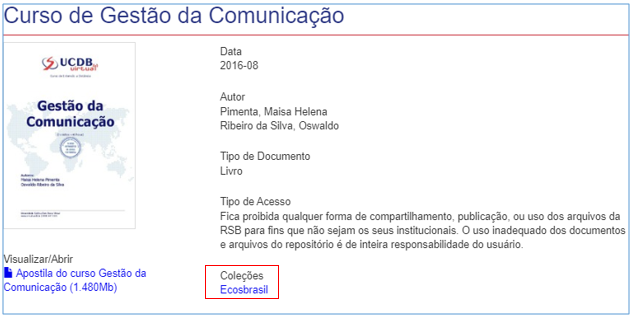 Curso de Gestão da Comunicação
UCDB
virtual
Gestão da
Comunicação
Visualizar/Abrir
Apostila do curso Gestão da
Comunicação (1.480Mb)
Data
2016-08
Autor
Pimenta, Maisa Helena
Ribeiro da Silva, Oswaldo
Tipo de Documento
Livro
Tipo de Acesso
Fica proibida qualquer forma de compartilhamento, publicação, ou uso dos arquivos da
RSB para fins que não sejam os seus institucionais. O uso inadequado dos documentos
e arquivos do repositório é de inteira responsabilidade do usuário.
Coleções
Ecosbrasil